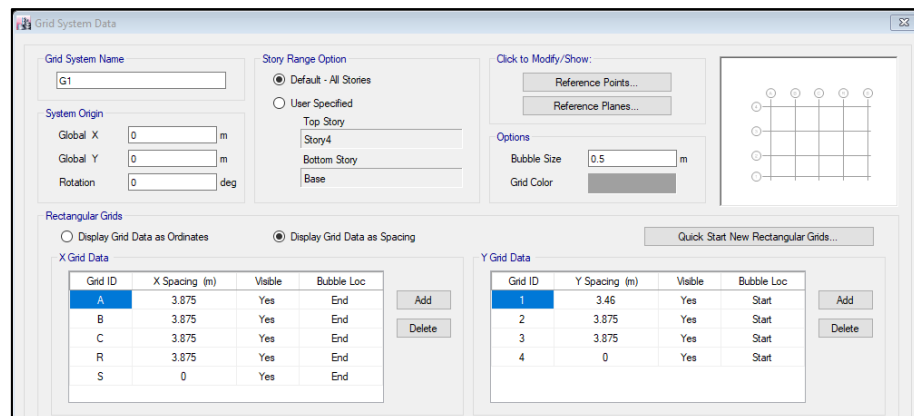 Grid System Data
Grid System Name
G1
System Origin
Global X 0 m
Global Y 0 m
Rotation 0 deg
Story Range Option
Default - All Stories
User Specified
Top Story
Story4
Bottom Story
Base
Click to Modify/Show:
Reference Points...
Reference Planes...
Options
Bubble Size 0.5 m
Grid Color
Rectangular Grids
Display Grid Data as Ordinates
Display Grid Data as Spacing
Quick Start New Rectangular Grids...
X Grid Data
Grid ID X Spacing (m) Visible Bubble Loc
A 3.875 Yes End
B 3.875 Yes End
C 3.875 Yes End
R 3.875 Yes End
S 0 Yes End
Add
Delete
Y Grid Data
Grid ID Y Spacing (m) Visible Bubble Loc
1 3.46 Yes Start
2 3.875 Yes Start
3 3.875 Yes Start
4 0 Yes Start
Add
Delete